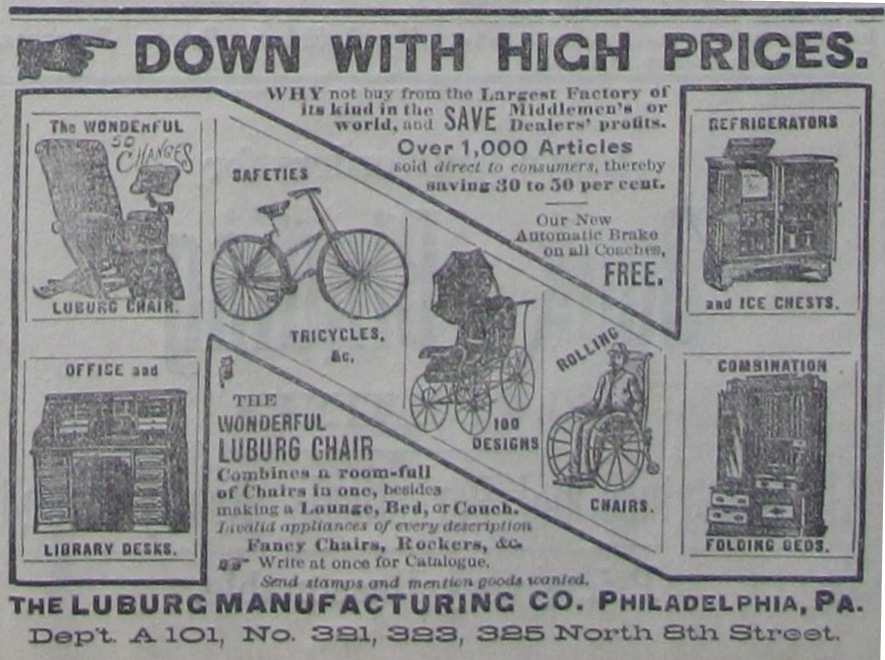 DOWN WITH HIGH PRICES.
WHY not buy from the Largest Factory of
its kind in the world, and SAVE Middlemen's or Dealers' profits.
Over 1,000 Articles
sold direct to consumers, thereby
saving 30 to 50 per cent.
Our New
Automatic Brake
on all Coaches,
FREE.
The WONDERFUL
50 CHANGES
LUBURG CHAIR.
SAFETIES
TRICYCLES,
&c,
100
DESIGNS
ROLLING
CHAIRS.
REFRIGERATORS
and ICE CHESTS.
OFFICE and
LIBRARY DESKS.
THE
WONDERFUL
LUBURG CHAIR
Combines a room-full
of Chairs in one, besides
making a Lounge, Bed, or Couch.
Invalid appliances of every description
Fancy Chairs, Rockers, &c.
Write at once for Catalogue.
Send stamps and mention goods wanted.
COMBINATION
FOLDING BEDS.
THE LUBURG MANUFACTURING CO. PHILADELPHIA, PA.
Dep't. A 101, No. 321, 323, 325 North 8th Street.